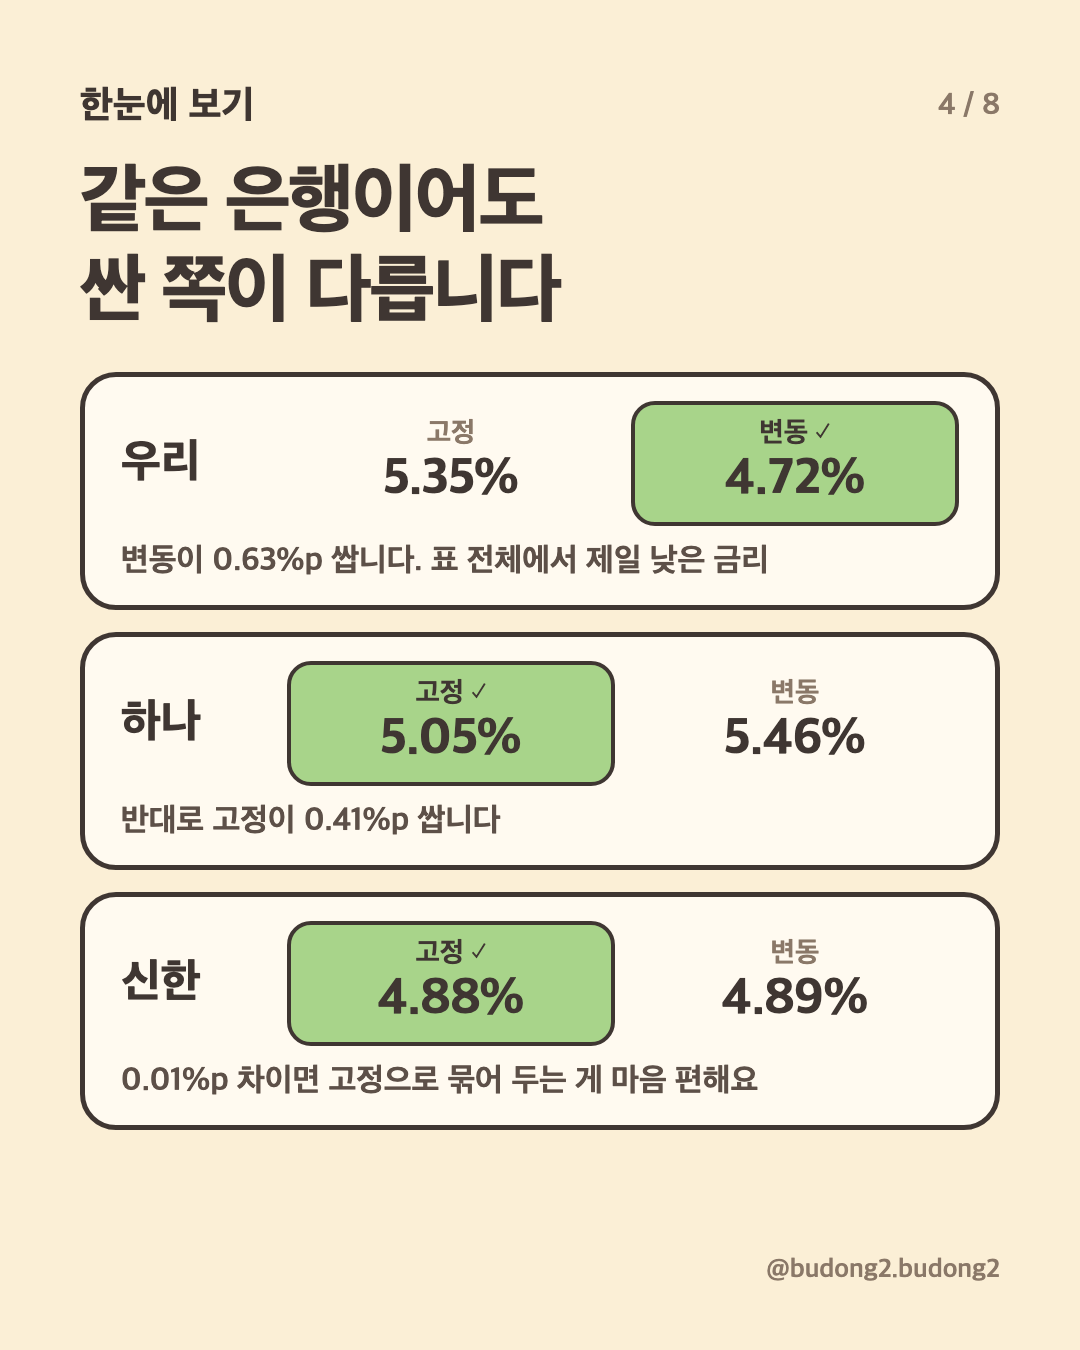 한눈에 보기
4 / 8
같은 은행이어도
싼 쪽이 다릅니다
우리
고정
5.35%
변동 ✓
4.72%
변동이 0.63%p 쌉니다. 표 전체에서 제일 낮은 금리
하나
고정 ✓
5.05%
변동
5.46%
반대로 고정이 0.41%p 쌉니다
신한
고정 ✓
4.88%
변동
4.89%
0.01%p 차이면 고정으로 묶어 두는 게 마음 편해요
@budong2.budong2